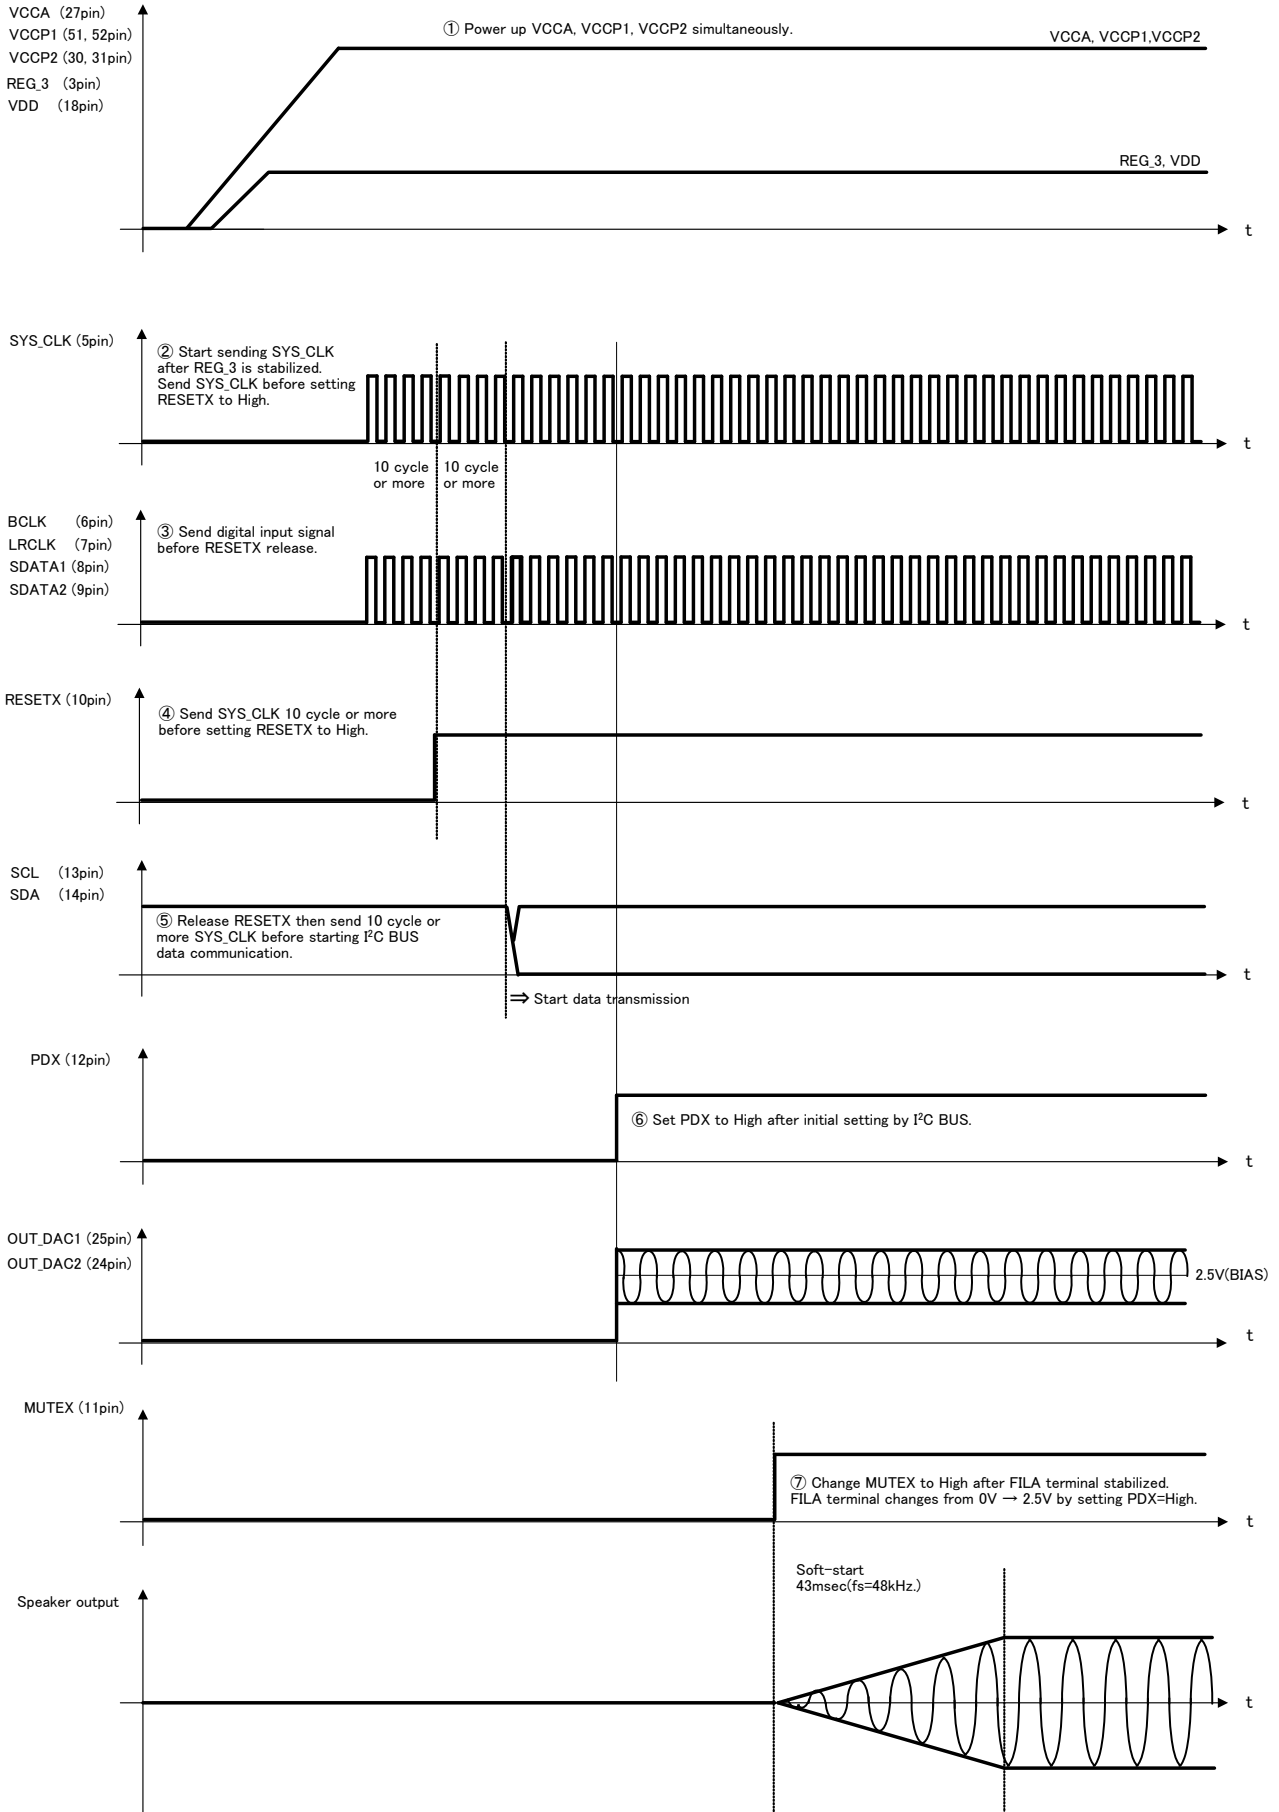 VCCA (27pin)
VCCP1 (51, 52pin)
VCCP2 (30, 31pin)
REG_3 (3pin)
VDD (18pin)
① Power up VCCA, VCCP1, VCCP2 simultaneously.
VCCA, VCCP1,VCCP2
REG_3, VDD
t
SYS_CLK (5pin)
② Start sending SYS_CLK
after REG_3 is stabilized.
Send SYS_CLK before setting
RESETX to High.
t
10 cycle
or more
10 cycle
or more
BCLK (6pin)
LRCLK (7pin)
SDATA1 (8pin)
SDATA2 (9pin)
③ Send digital input signal
before RESETX release.
t
RESETX (10pin)
④ Send SYS_CLK 10 cycle or more
before setting RESETX to High.
t
SCL (13pin)
SDA (14pin)
⑤ Release RESETX then send 10 cycle or
more SYS_CLK before starting I²C BUS
data communication.
t
⇒ Start data transmission
PDX (12pin)
⑥ Set PDX to High after initial setting by I²C BUS.
t
OUT_DAC1 (25pin)
OUT_DAC2 (24pin)
2.5V(BIAS)
t
MUTEX (11pin)
⑦ Change MUTEX to High after FILA terminal stabilized.
FILA terminal changes from 0V → 2.5V by setting PDX=High.
t
Soft-start
43msec(fs=48kHz.)
Speaker output
t